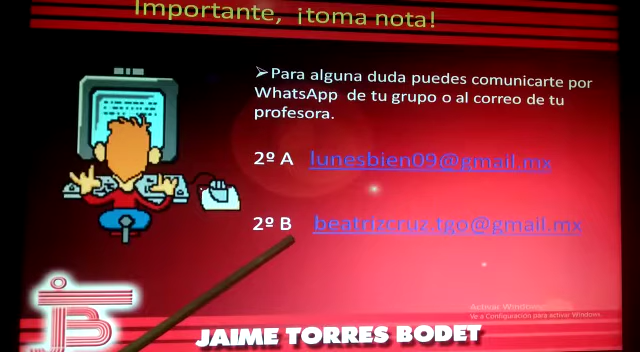 Importante, ¡toma nota!
➢Para alguna duda puedes comunicarte por
WhatsApp de tu grupo o al correo de tu
profesora.
2º A lunesbien09@gmail.mx
2º B beatrizcruz.tgo@gmail.mx
Activar Windows
Ve a Configuración para activar Windows.
JTB
JAIME TORRES BODET